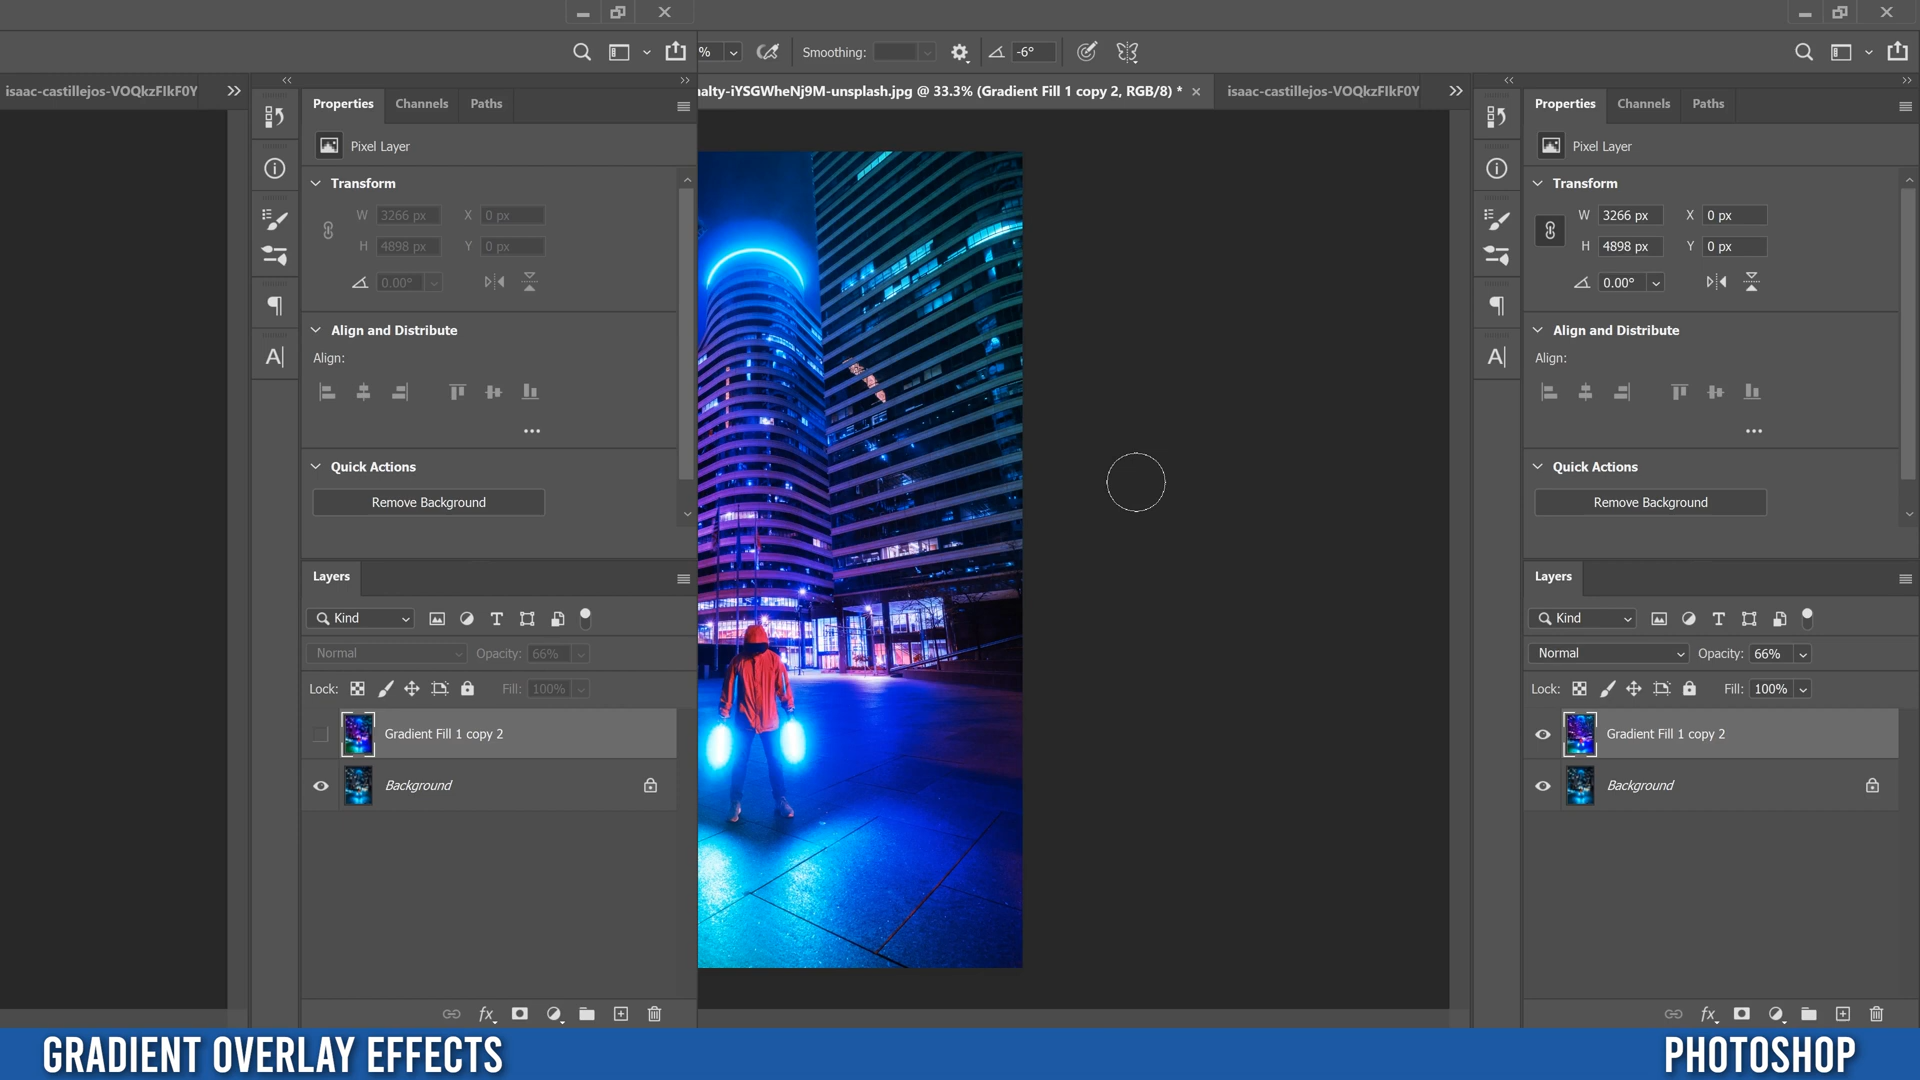 % Smoothing: -6°
isaac-castillejos-VOQkzFIkF0Y
nalty-iYSGWheNj9M-unsplash.jpg @ 33.3% (Gradient Fill 1 copy 2, RGB/8) * ×
isaac-castillejos-VOQkzFIkF0Y
Properties Channels Paths
Pixel Layer
Transform
W 3266 px X 0 px
H 4898 px Y 0 px
0.00°
Align and Distribute
Align:
Quick Actions
Remove Background
Layers
Kind
Normal Opacity: 66%
Lock: Fill: 100%
Gradient Fill 1 copy 2
Background
Properties Channels Paths
Pixel Layer
Transform
W 3266 px X 0 px
H 4898 px Y 0 px
0.00°
Align and Distribute
Align:
Quick Actions
Remove Background
Layers
Kind
Normal Opacity: 66%
Lock: Fill: 100%
Gradient Fill 1 copy 2
Background
GRADIENT OVERLAY EFFECTS
PHOTOSHOP